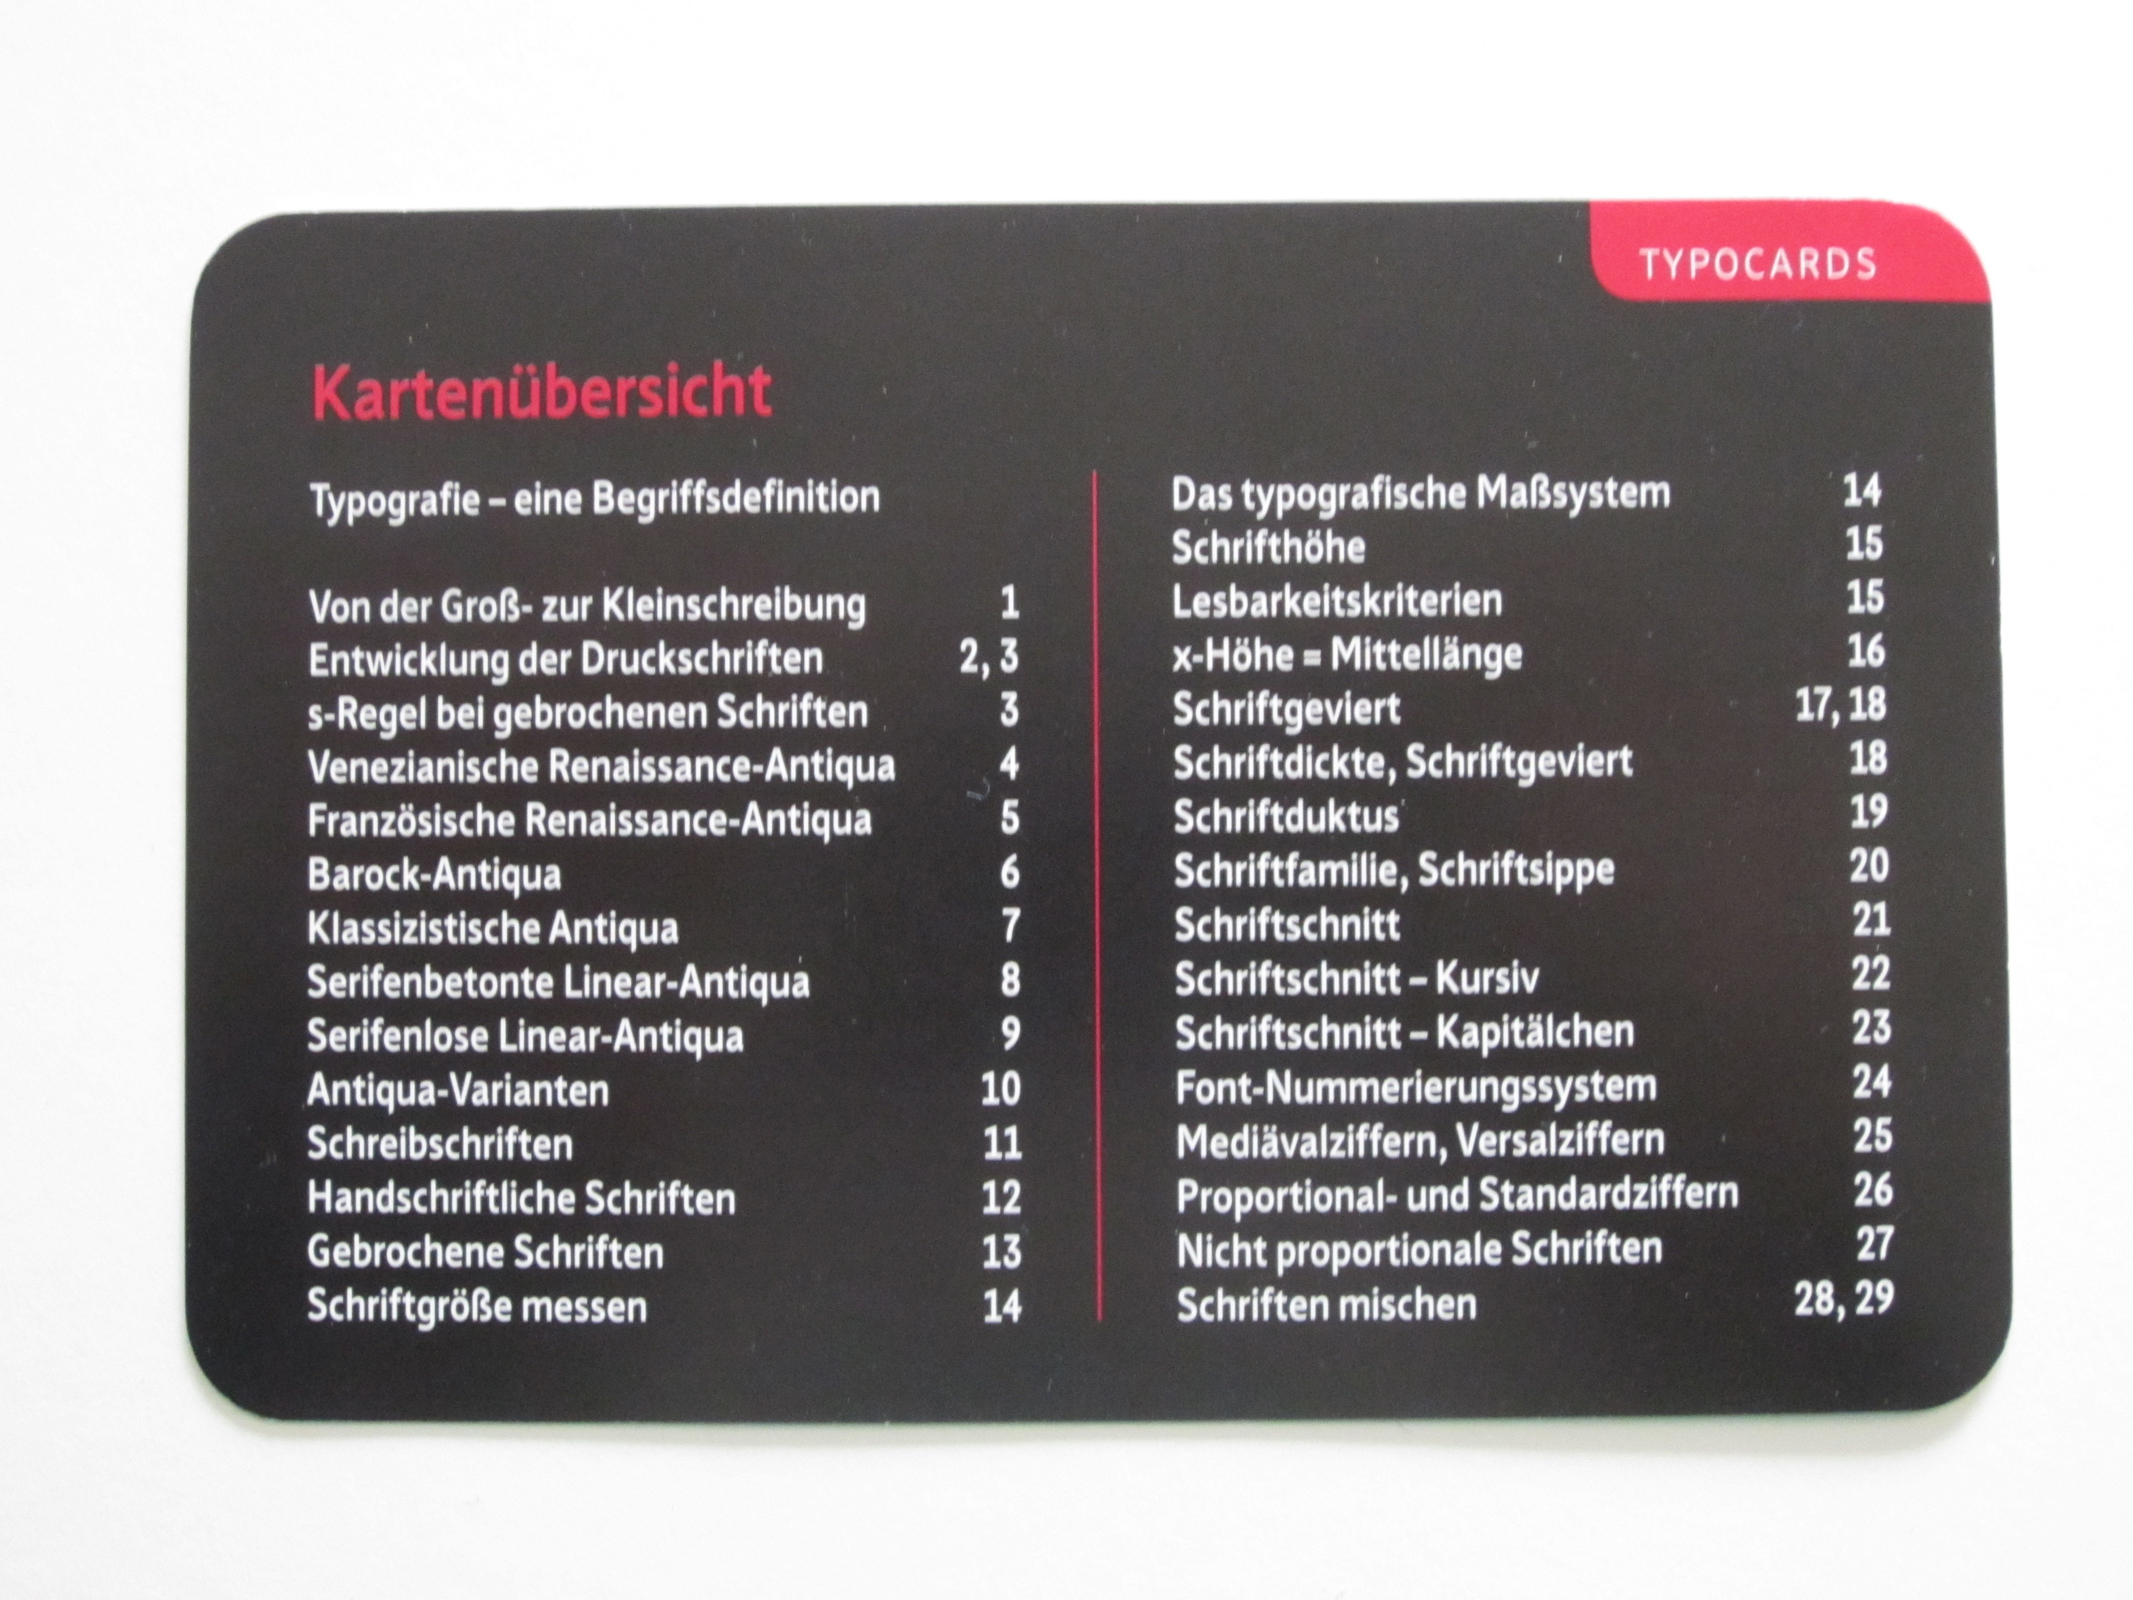 TYPOCARDS
Kartenübersicht
Typografie – eine Begriffsdefinition
Von der Groß- zur Kleinschreibung 1
Entwicklung der Druckschriften 2, 3
s-Regel bei gebrochenen Schriften 3
Venezianische Renaissance-Antiqua 4
Französische Renaissance-Antiqua 5
Barock-Antiqua 6
Klassizistische Antiqua 7
Serifenbetonte Linear-Antiqua 8
Serifenlose Linear-Antiqua 9
Antiqua-Varianten 10
Schreibschriften 11
Handschriftliche Schriften 12
Gebrochene Schriften 13
Schriftgröße messen 14
Das typografische Maßsystem 14
Schrifthöhe 15
Lesbarkeitskriterien 15
x-Höhe = Mittellänge 16
Schriftgeviert 17, 18
Schriftdickte, Schriftgeviert 18
Schriftduktus 19
Schriftfamilie, Schriftsippe 20
Schriftschnitt 21
Schriftschnitt – Kursiv 22
Schriftschnitt – Kapitälchen 23
Font-Nummerierungssystem 24
Mediävalziffern, Versalziffern 25
Proportional- und Standardziffern 26
Nicht proportionale Schriften 27
Schriften mischen 28, 29